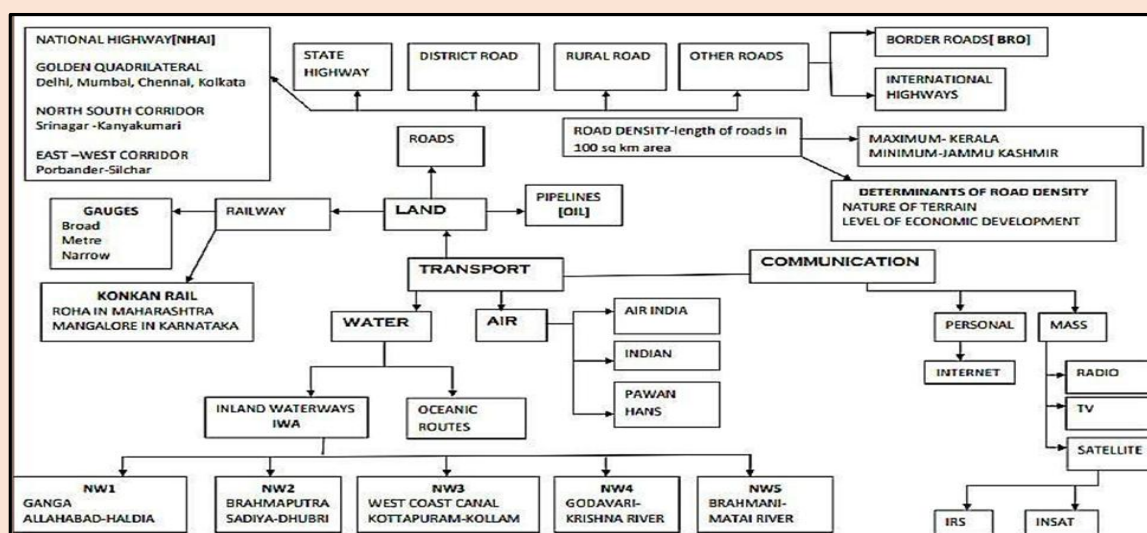 NATIONAL HIGHWAY[NHAI]
GOLDEN QUADRILATERAL
Delhi, Mumbai, Chennai, Kolkata
NORTH SOUTH CORRIDOR
Srinagar -Kanyakumari
EAST –WEST CORRIDOR
Porbander-Silchar
STATE
HIGHWAY
DISTRICT ROAD
RURAL ROAD
OTHER ROADS
BORDER ROADS[ BRO]
INTERNATIONAL
HIGHWAYS
ROADS
ROAD DENSITY-length of roads in
100 sq km area
MAXIMUM- KERALA
MINIMUM-JAMMU KASHMIR
DETERMINANTS OF ROAD DENSITY
NATURE OF TERRAIN
LEVEL OF ECONOMIC DEVELOPMENT
GAUGES
Broad
Metre
Narrow
RAILWAY
LAND
PIPELINES
[OIL]
TRANSPORT
COMMUNICATION
KONKAN RAIL
ROHA IN MAHARASHTRA
MANGALORE IN KARNATAKA
WATER
AIR
AIR INDIA
INDIAN
PAWAN
HANS
PERSONAL
MASS
INTERNET
RADIO
TV
SATELLITE
INLAND WATERWAYS
IWA
OCEANIC
ROUTES
NW1
GANGA
ALLAHABAD-HALDIA
NW2
BRAHMAPUTRA
SADIYA-DHUBRI
NW3
WEST COAST CANAL
KOTTAPURAM-KOLLAM
NW4
GODAVARI-
KRISHNA RIVER
NW5
BRAHMANI-
MATAI RIVER
IRS
INSAT